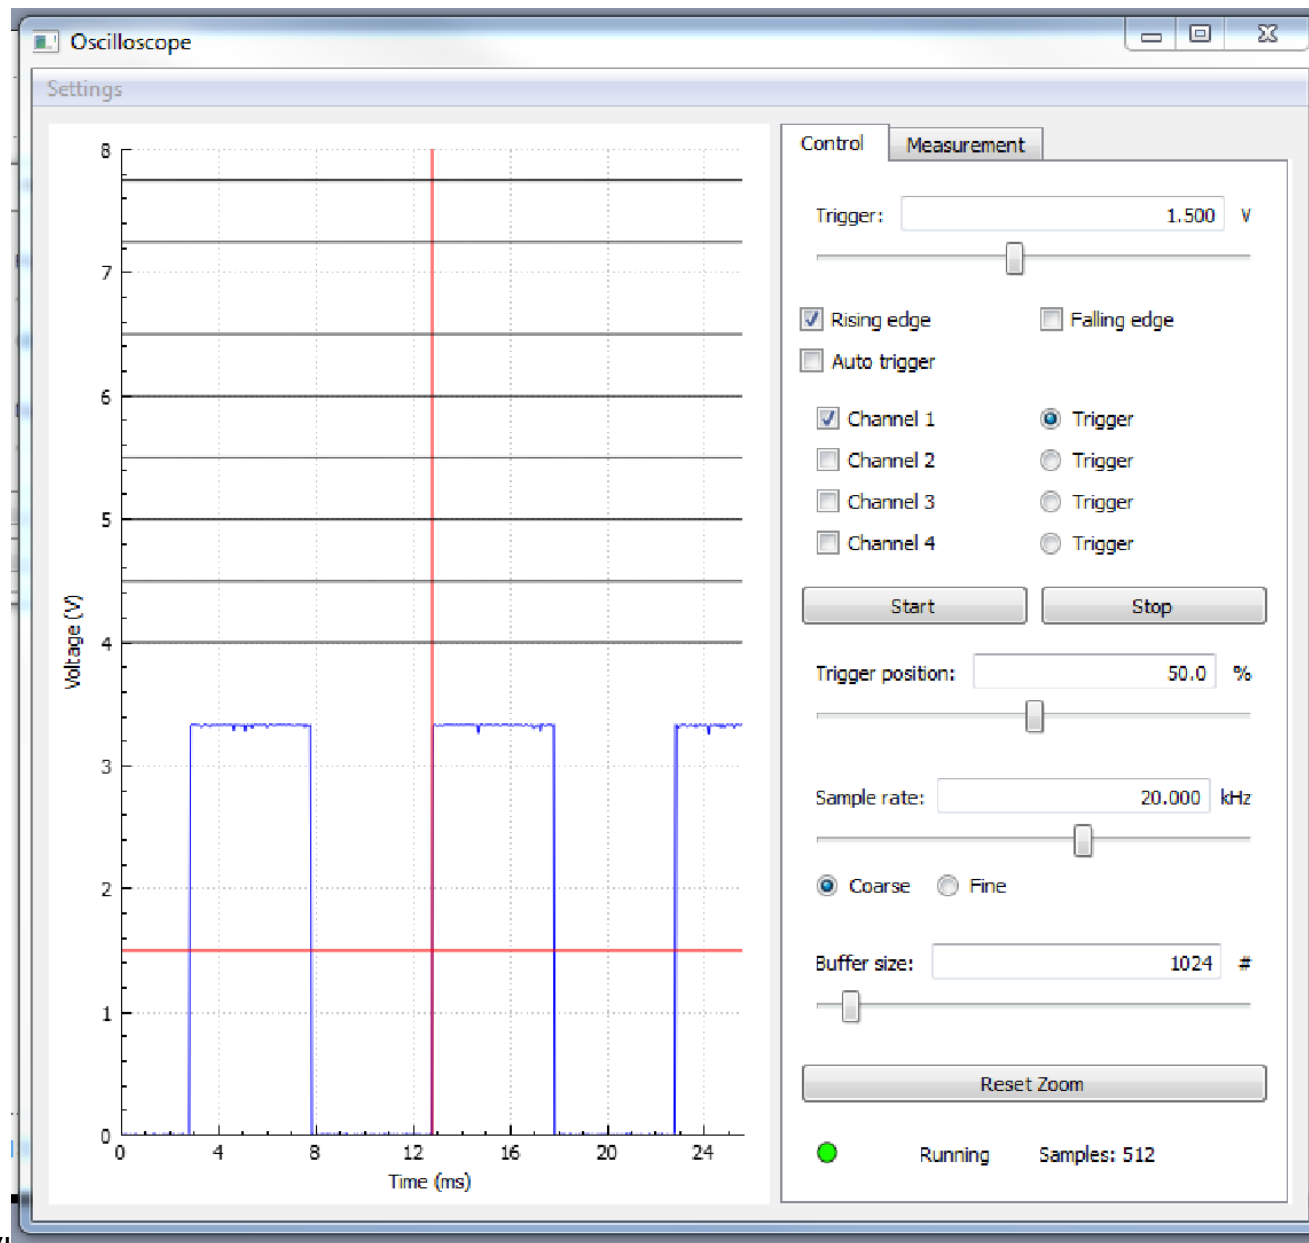 Oscilloscope
Settings
8
7
6
5
4
3
2
1
0
Voltage (V)
0 4 8 12 16 20 24
Time (ms)
Control Measurement
Trigger: 1.500 V
Rising edge Falling edge
Auto trigger
Channel 1 Trigger
Channel 2 Trigger
Channel 3 Trigger
Channel 4 Trigger
Start Stop
Trigger position: 50.0 %
Sample rate: 20.000 kHz
Coarse Fine
Buffer size: 1024 #
Reset Zoom
Running Samples: 512